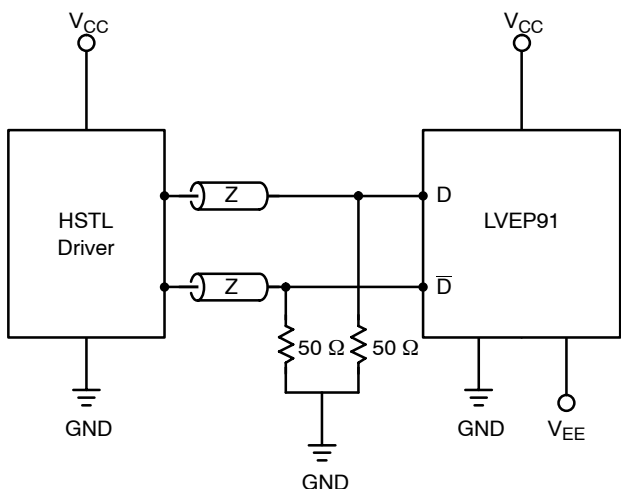 V_CC
V_CC
Z
D
HSTL
Driver
LVEP91
Z
D̅
50 Ω 50 Ω
GND
GND
V_EE
GND